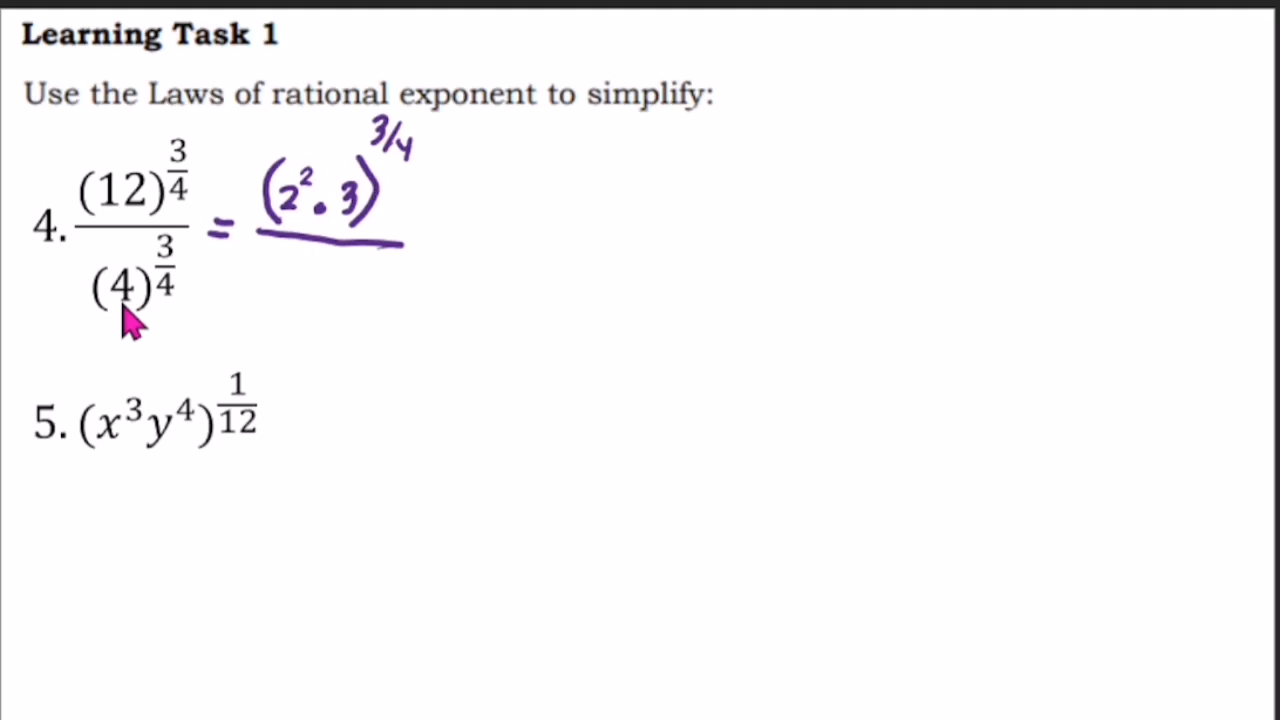 Learning Task 1
Use the Laws of rational exponent to simplify:
4. (12)^(3/4) / (4)^(3/4) = (2² • 3)^(3/4)
5. (x³y⁴)^(1/12)